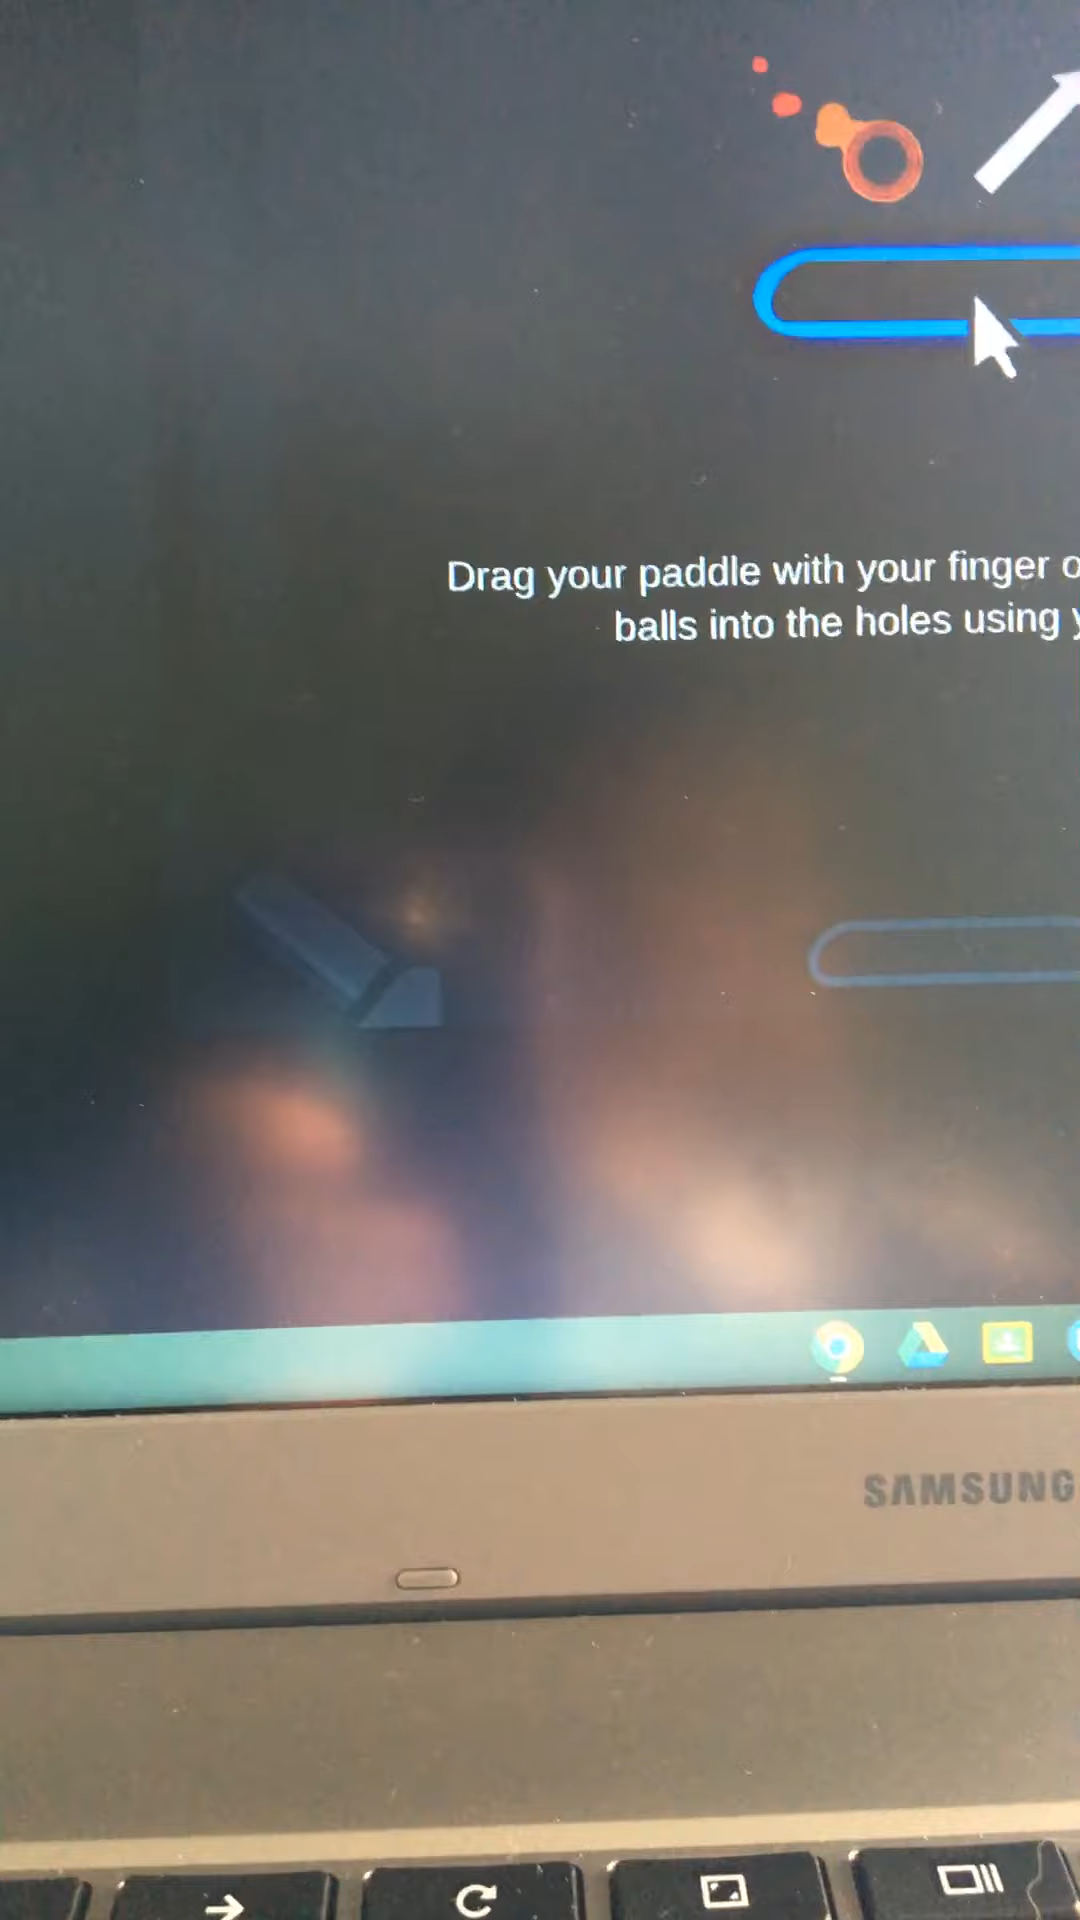 Drag your paddle with your finger
balls into the holes using
SAMSUNG